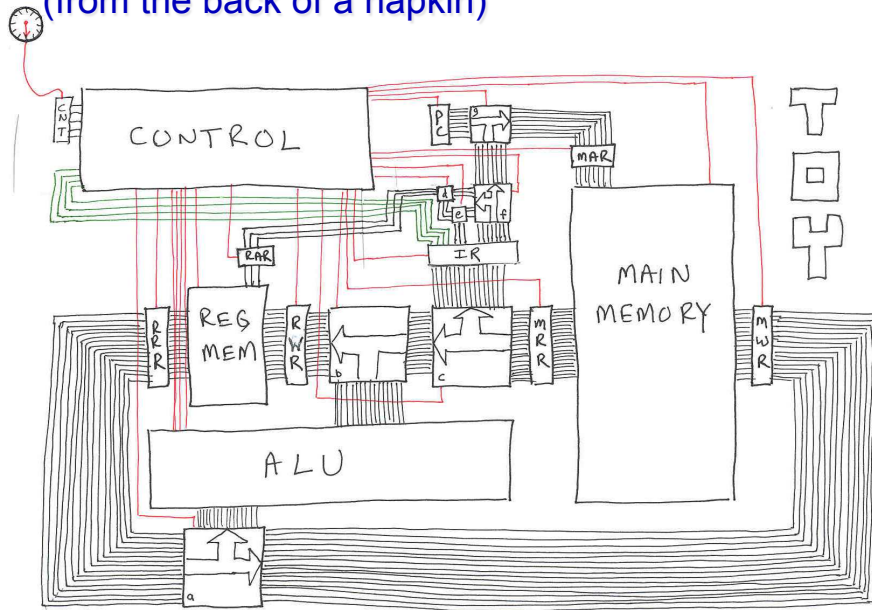 (from the back of a napkin)
CNT
CONTROL
PC
g
MAR
T
O
Y
d
e
f
IR
RAR
RRR
REG
MEM
RWR
b
c
MRR
MAIN
MEMORY
MWR
ALU
a